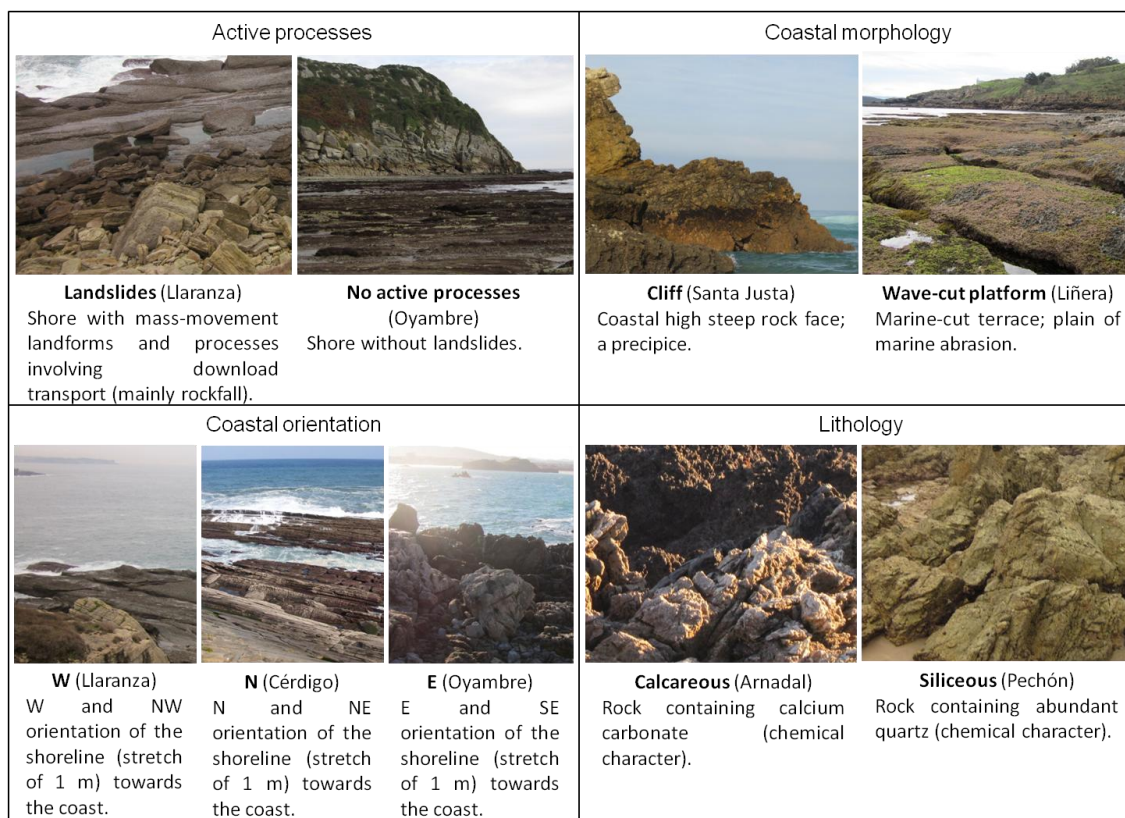 Active processes
Landslides (Llaranza)
Shore with mass-movement
landforms and processes
involving download
transport (mainly rockfall).
No active processes
(Oyambre)
Shore without landslides.
Coastal morphology
Cliff (Santa Justa)
Coastal high steep rock face;
a precipice.
Wave-cut platform (Liñera)
Marine-cut terrace; plain of
marine abrasion.
Coastal orientation
W (Llaranza)
W and NW
orientation of the
shoreline (stretch
of 1 m) towards
the coast.
N (Cérdigo)
N and NE
orientation of the
shoreline (stretch
of 1 m) towards
the coast.
E (Oyambre)
E and SE
orientation of the
shoreline (stretch
of 1 m) towards
the coast.
Lithology
Calcareous (Arnadal)
Rock containing calcium
carbonate (chemical
character).
Siliceous (Pechón)
Rock containing abundant
quartz (chemical character).